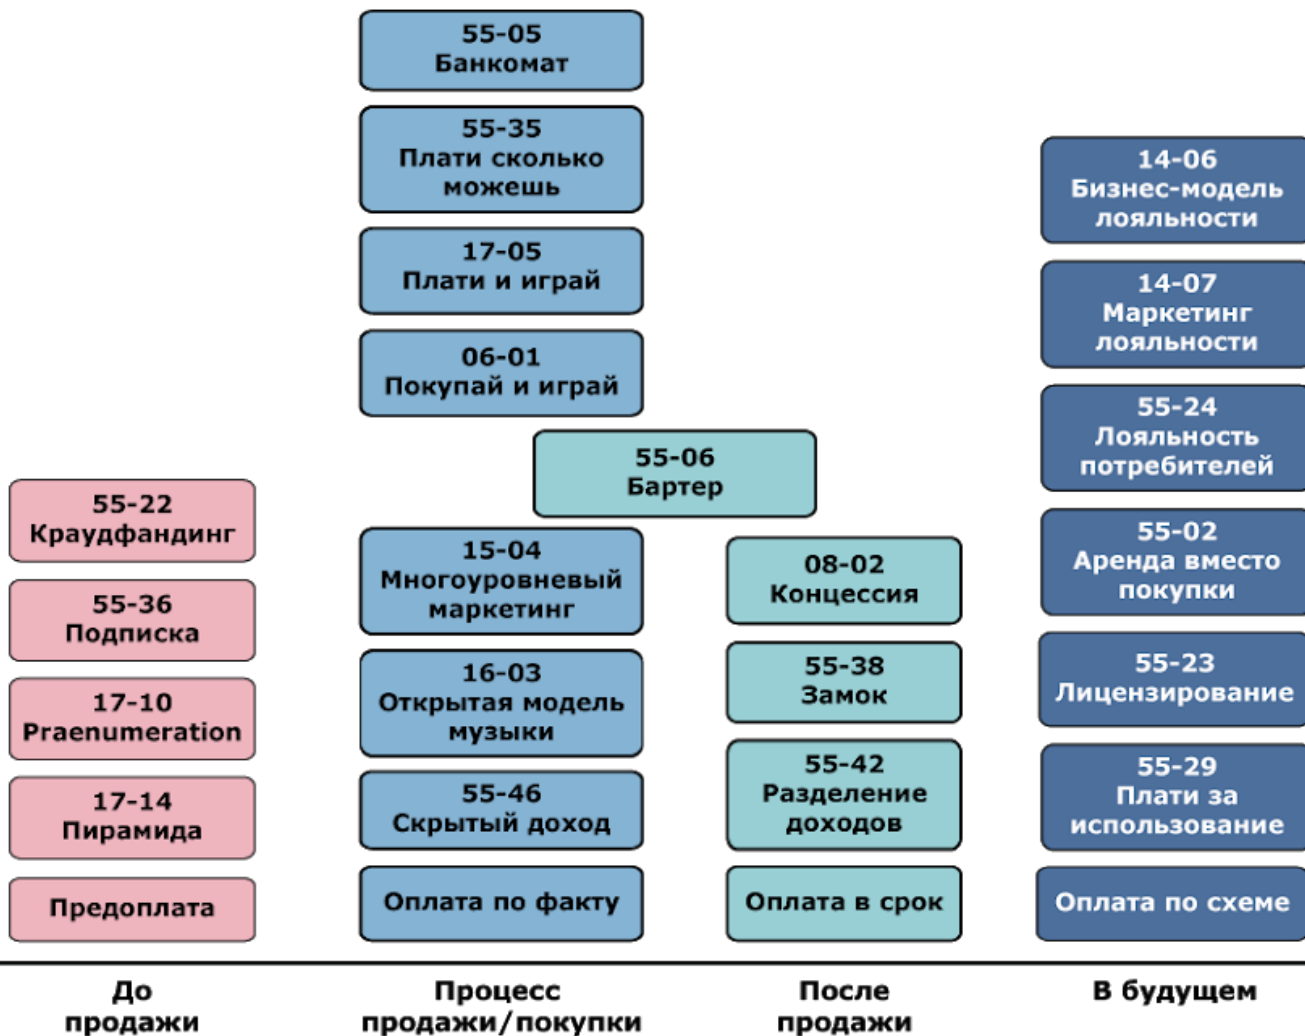 55-05
Банкомат
55-35
Плати сколько
можешь
17-05
Плати и играй
06-01
Покупай и играй
55-06
Бартер
55-22
Краудфандинг
55-36
Подписка
17-10
Praenumeration
17-14
Пирамида
Предоплата
15-04
Многоуровневый
маркетинг
16-03
Открытая модель
музыки
55-46
Скрытый доход
Оплата по факту
08-02
Концессия
55-38
Замок
55-42
Разделение
доходов
Оплата в срок
14-06
Бизнес-модель
лояльности
14-07
Маркетинг
лояльности
55-24
Лояльность
потребителей
55-02
Аренда вместо
покупки
55-23
Лицензирование
55-29
Плати за
использование
Оплата по схеме
До
продажи
Процесс
продажи/покупки
После
продажи
В будущем